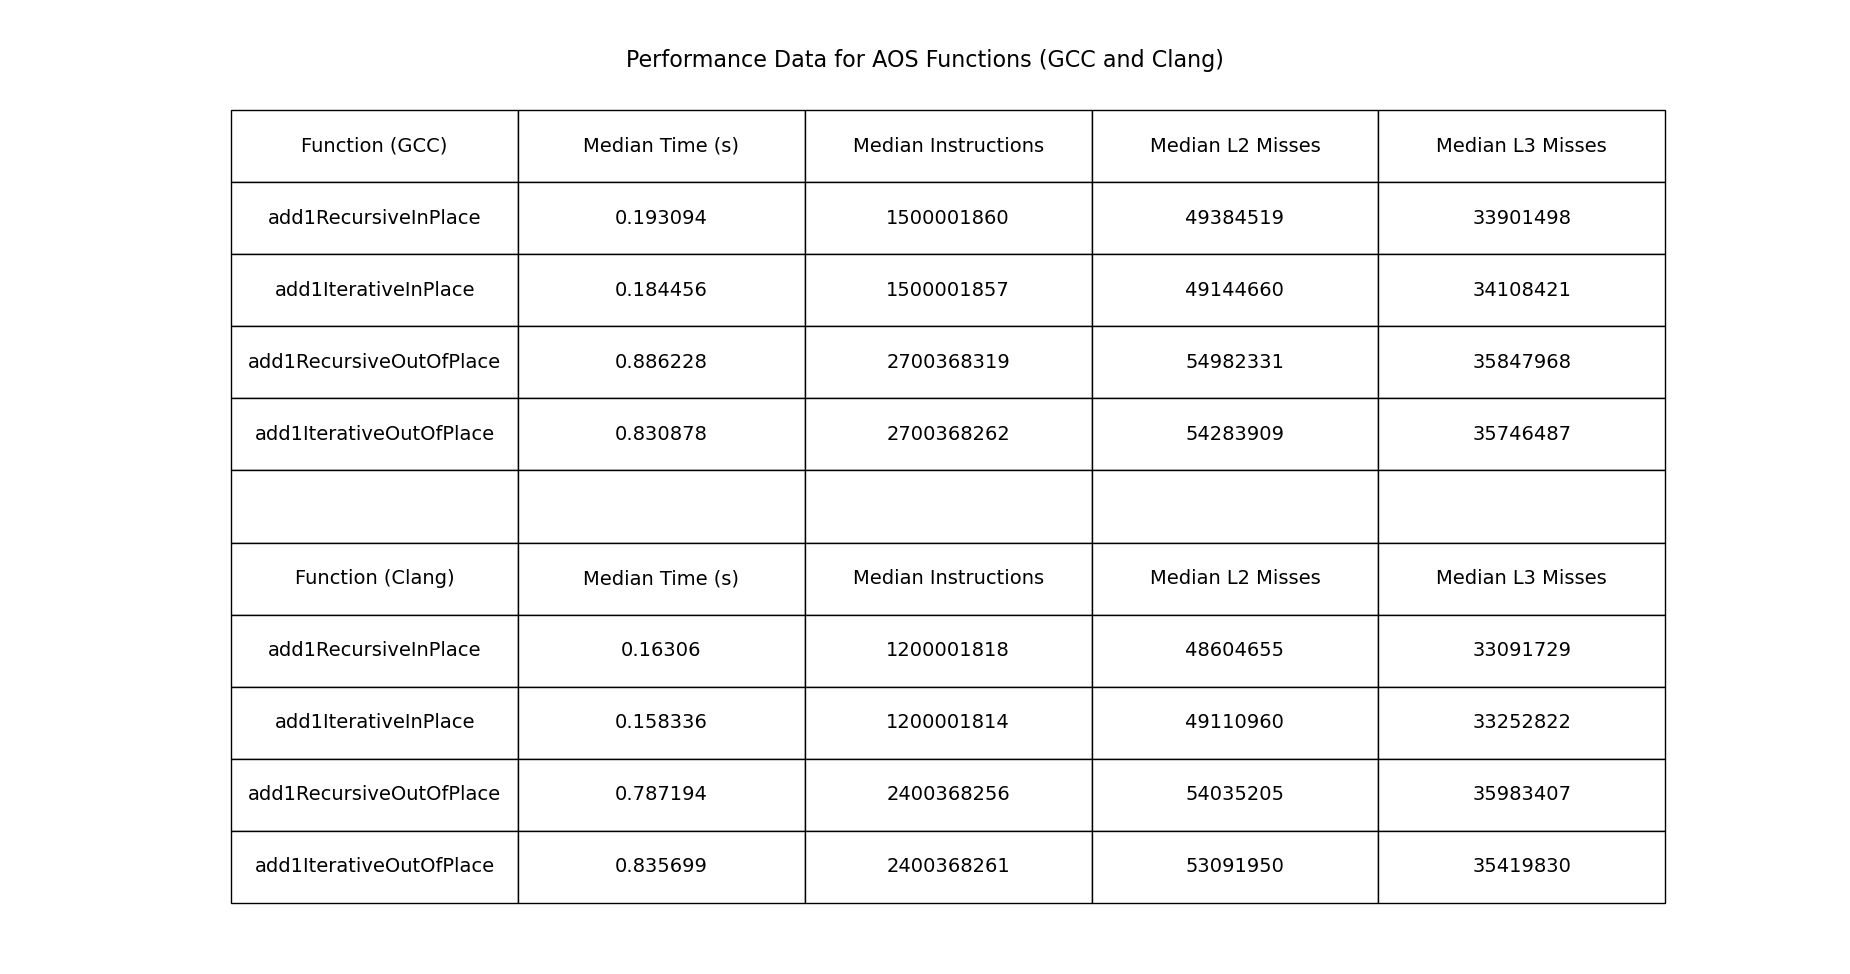 Performance Data for AOS Functions (GCC and Clang)
Function (GCC) Median Time (s) Median Instructions Median L2 Misses Median L3 Misses
add1RecursiveInPlace 0.193094 1500001860 49384519 33901498
add1IterativeInPlace 0.184456 1500001857 49144660 34108421
add1RecursiveOutOfPlace 0.886228 2700368319 54982331 35847968
add1IterativeOutOfPlace 0.830878 2700368262 54283909 35746487
Function (Clang) Median Time (s) Median Instructions Median L2 Misses Median L3 Misses
add1RecursiveInPlace 0.16306 1200001818 48604655 33091729
add1IterativeInPlace 0.158336 1200001814 49110960 33252822
add1RecursiveOutOfPlace 0.787194 2400368256 54035205 35983407
add1IterativeOutOfPlace 0.835699 2400368261 53091950 35419830